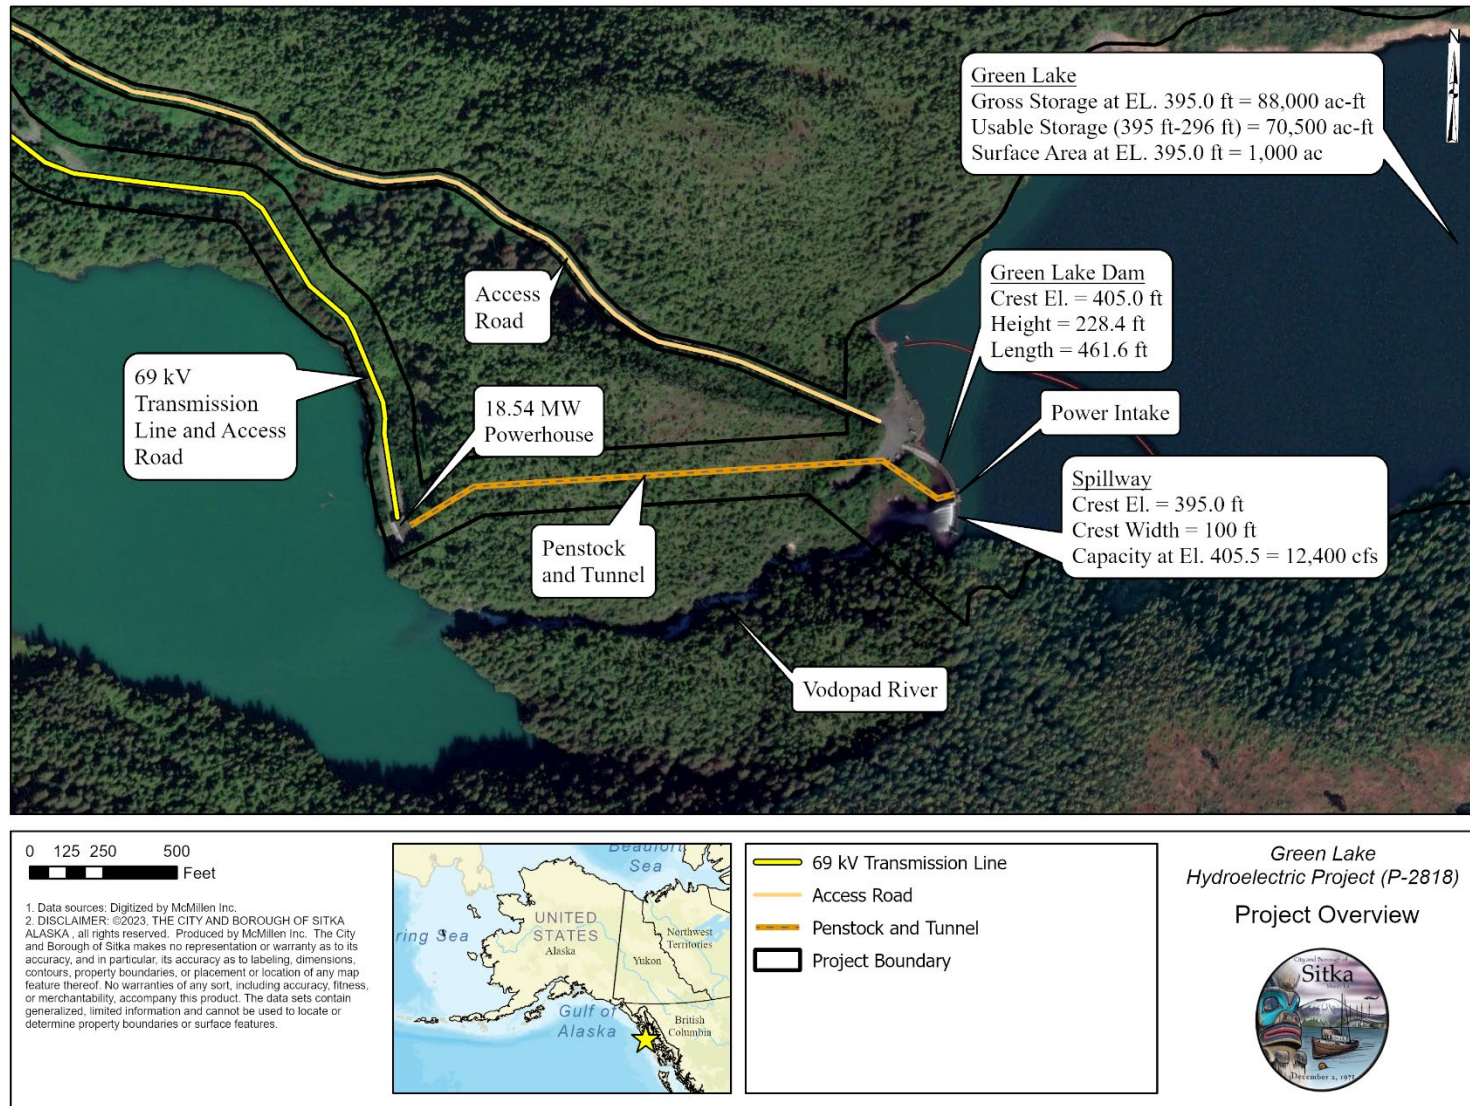 N
Green Lake
Gross Storage at EL. 395.0 ft = 88,000 ac-ft
Usable Storage (395 ft-296 ft) = 70,500 ac-ft
Surface Area at EL. 395.0 ft = 1,000 ac
Green Lake Dam
Crest El. = 405.0 ft
Height = 228.4 ft
Length = 461.6 ft
Access
Road
69 kV
Transmission
Line and Access
Road
18.54 MW
Powerhouse
Power Intake
Spillway
Crest El. = 395.0 ft
Crest Width = 100 ft
Capacity at El. 405.5 = 12,400 cfs
Penstock
and Tunnel
Vodopad River
0 125 250 500
Feet
1. Data sources: Digitized by McMillen Inc.
2. DISCLAIMER: ©2023, THE CITY AND BOROUGH OF SITKA
ALASKA , all rights reserved. Produced by McMillen Inc. The City
and Borough of Sitka makes no representation or warranty as to its
accuracy, and in particular, its accuracy as to labeling, dimensions,
contours, property boundaries, or placement or location of any map
feature thereof. No warranties of any sort, including accuracy, fitness,
or merchantability, accompany this product. The data sets contain
generalized, limited information and cannot be used to locate or
determine property boundaries or surface features.
Beaufort
Sea
UNITED
STATES
Alaska
Northwest
Territories
Yukon
ring Sea
Gulf of
Alaska
British
Columbia
69 kV Transmission Line
Access Road
Penstock and Tunnel
Project Boundary
Green Lake
Hydroelectric Project (P-2818)
Project Overview
City and Borough of
Sitka
December 2, 1971